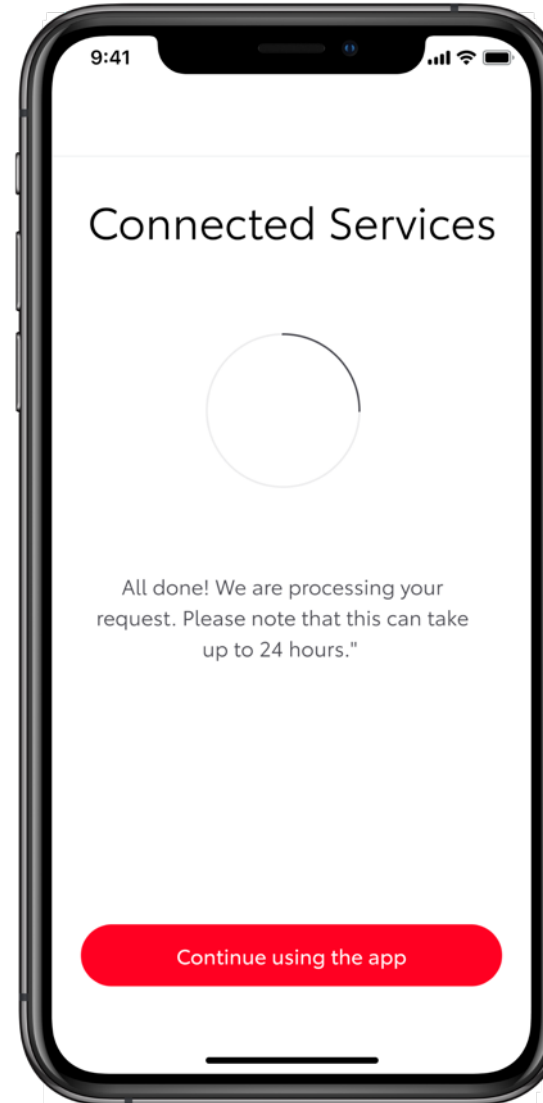 9:41
Connected Services
All done! We are processing your
request. Please note that this can take
up to 24 hours."
Continue using the app